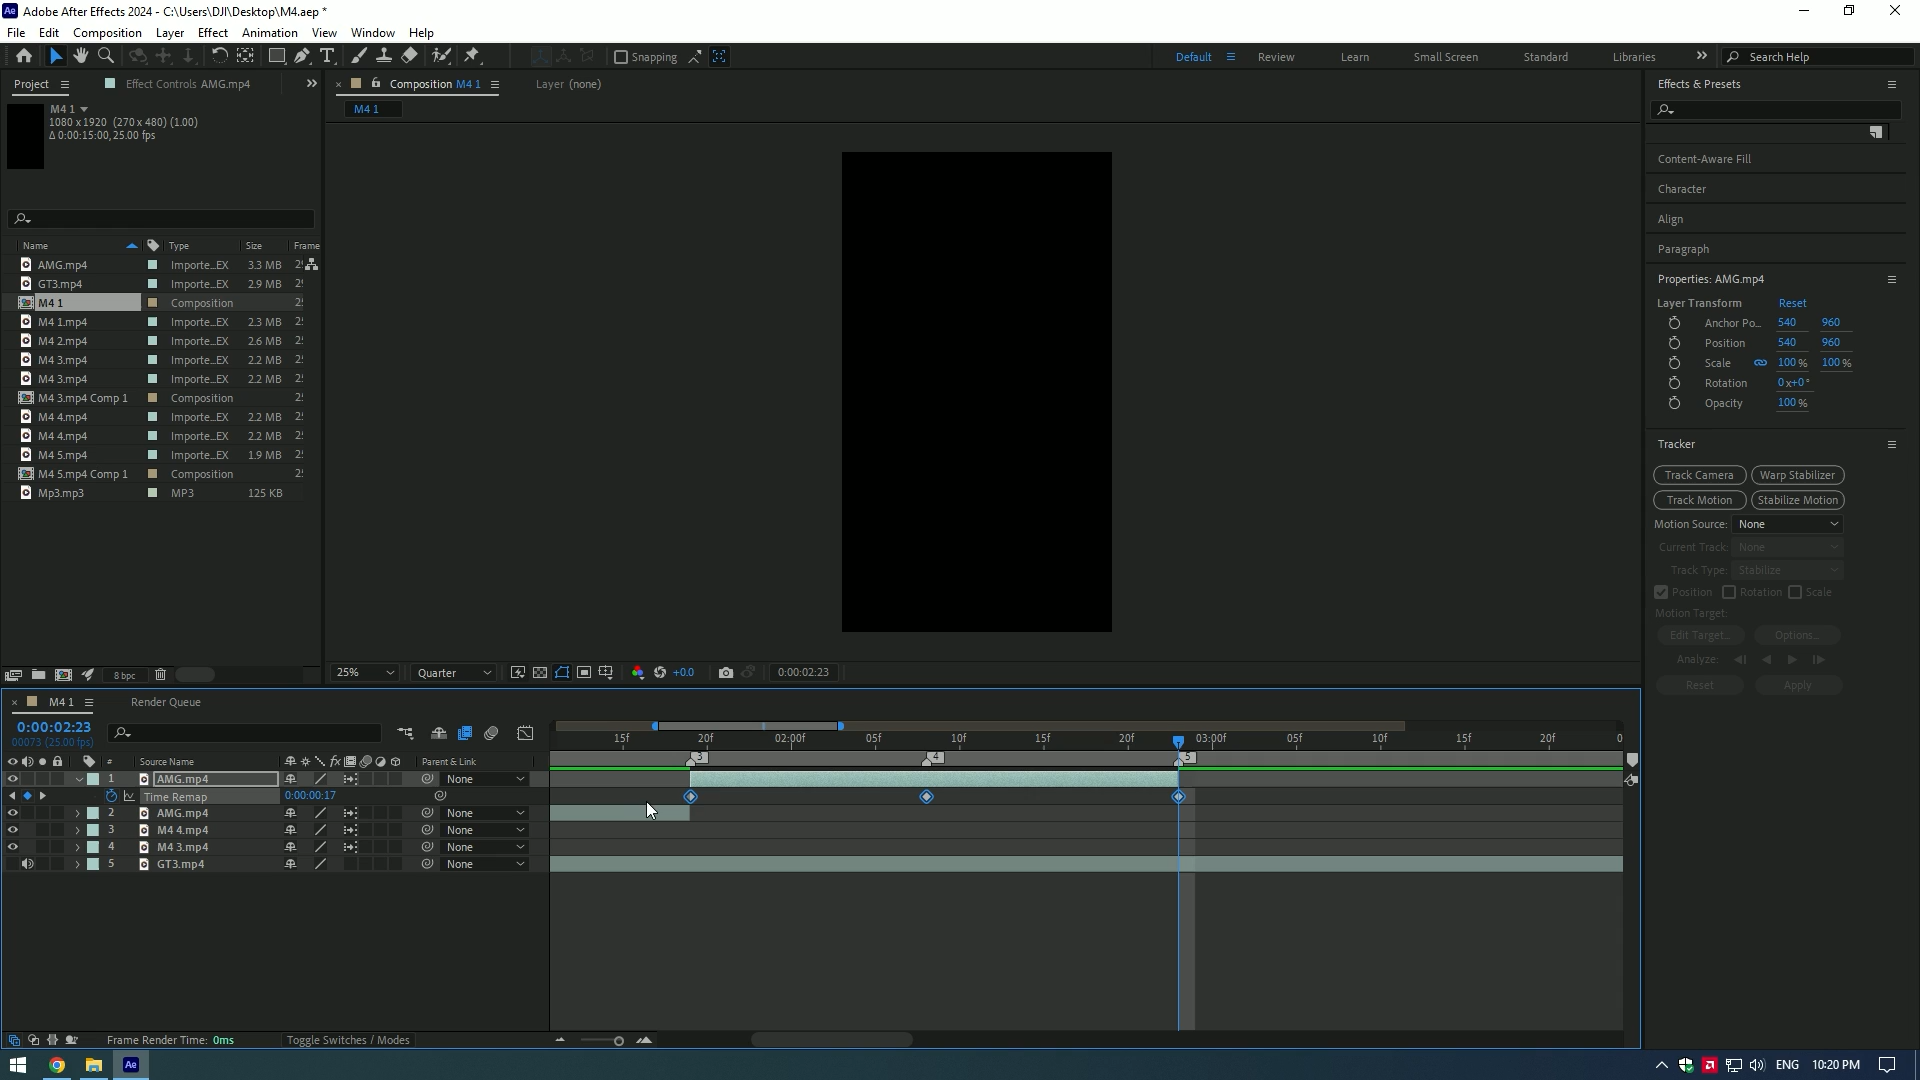 Ae Adobe After Effects 2024 - C:\Users\DJI\Desktop\M4.aep *
File Edit Composition Layer Effect Animation View Window Help
Snapping Default Review Learn Small Screen Standard Libraries Search Help
Project Effect Controls AMG.mp4 Composition M4 1 Layer (none)
M4 1
Effects & Presets
M4 1
1080 x 1920 (270 x 480) (1.00)
Δ 0:00:15:00, 25.00 fps
Name Type Size Frame
AMG.mp4 Importe...EX 3.3 MB
GT3.mp4 Importe...EX 2.9 MB
M4 1 Composition
M4 1.mp4 Importe...EX 2.3 MB
M4 2.mp4 Importe...EX 2.6 MB
M4 3.mp4 Importe...EX 2.2 MB
M4 3.mp4 Importe...EX 2.2 MB
M4 3.mp4 Comp 1 Composition
M4 4.mp4 Importe...EX 2.2 MB
M4 4.mp4 Importe...EX 2.2 MB
M4 5.mp4 Importe...EX 1.9 MB
M4 5.mp4 Comp 1 Composition
Mp3.mp3 MP3 125 KB
8 bpc
25% Quarter +0.0 0:00:02:23
Content-Aware Fill
Character
Align
Paragraph
Properties: AMG.mp4
Layer Transform Reset
Anchor Po... 540 960
Position 540 960
Scale 100 % 100 %
Rotation 0x+0°
Opacity 100 %
Tracker
Track Camera Warp Stabilizer
Track Motion Stabilize Motion
Motion Source: None
Current Track: None
Track Type: Stabilize
Position Rotation Scale
Motion Target:
Edit Target... Options...
Analyze:
Reset Apply
M4 1 Render Queue
0:00:02:23
00073 (25.00 fps)
15f 20f 02:00f 05f 10f 15f 20f 03:00f 05f 10f 15f 20f 0
3 4 5
# Source Name fx Parent & Link
1 AMG.mp4 None
Time Remap 0:00:00:17
2 AMG.mp4 None
3 M4 4.mp4 None
4 M4 3.mp4 None
5 GT3.mp4 None
Frame Render Time: 0ms Toggle Switches / Modes
Ae ENG 10:20 PM